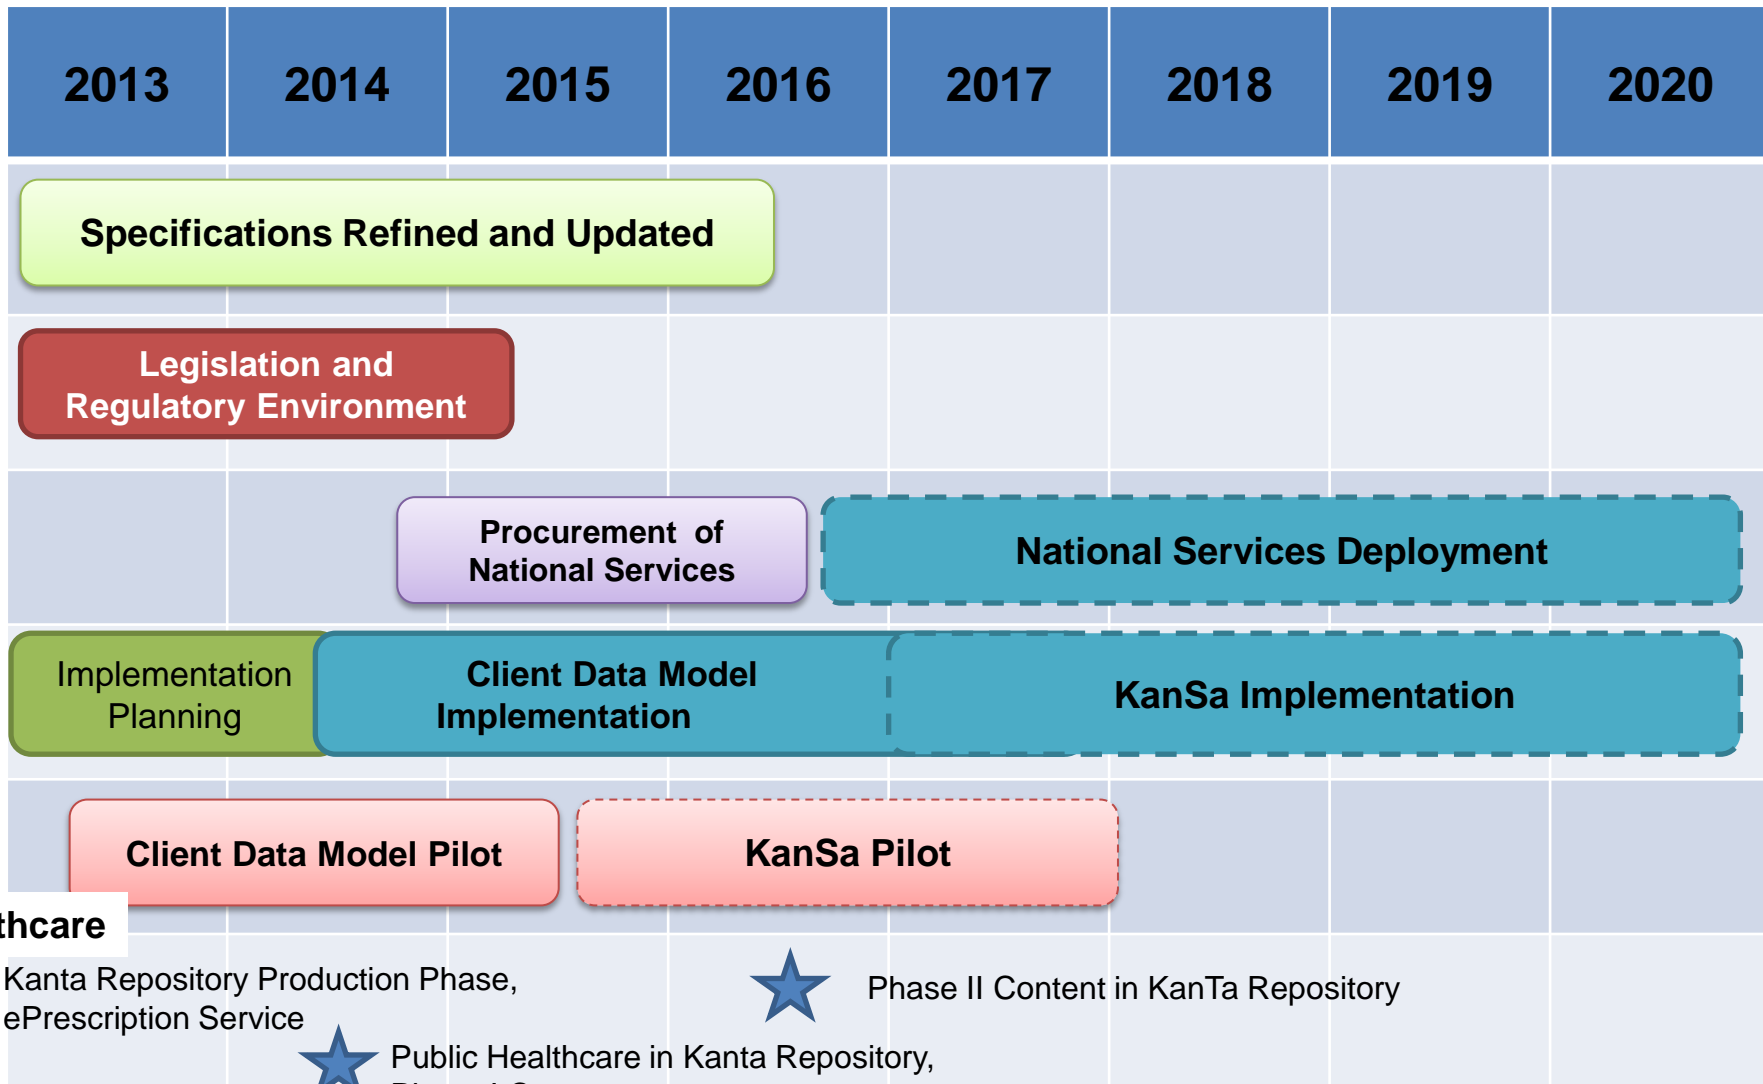 2013 2014 2015 2016 2017 2018 2019 2020
Specifications Refined and Updated
Legislation and
Regulatory Environment
Procurement of
National Services
National Services Deployment
Implementation
Planning
Client Data Model
Implementation
KanSa Implementation
Client Data Model Pilot
KanSa Pilot
thcare
Kanta Repository Production Phase,
ePrescription Service
Phase II Content in KanTa Repository
Public Healthcare in Kanta Repository,